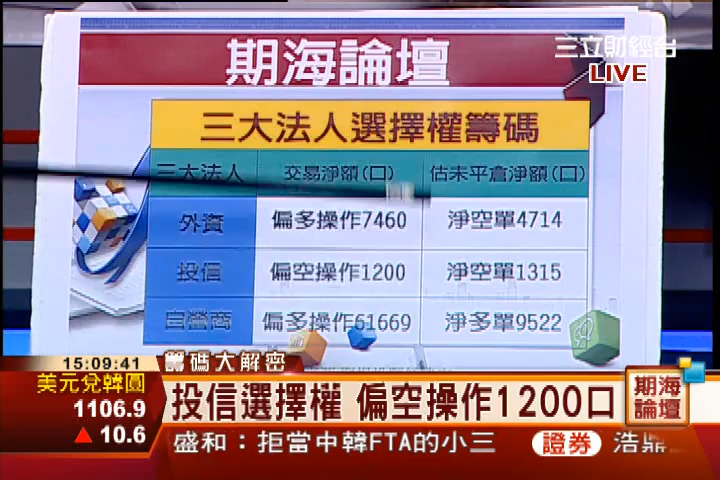 三立財經台
LIVE
期海論壇
三大法人選擇權籌碼
三大法人 交易淨額(口) 估未平倉淨額(口)
外資 偏多操作7460 淨空單4714
投信 偏空操作1200 淨空單1315
自營商 偏多操作61669 淨多單9522
15:09:41 籌碼大解密
美元兌韓圓
1106.9
▲ 10.6
投信選擇權 偏空操作1200口
期海論壇
盛和：拒當中韓FTA的小三 證券 浩鼎